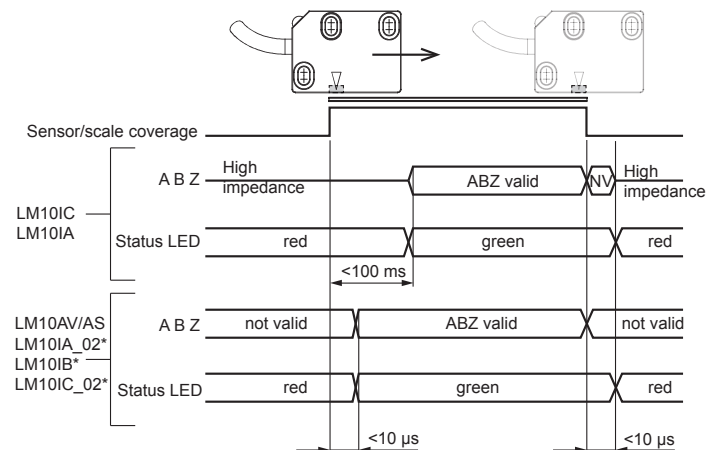 Sensor/scale coverage
LM10IC
LM10IA
A B Z
High
impedance
ABZ valid
NV
High
impedance
Status LED
red
green
red
<100 ms
LM10AV/AS
LM10IA_02*
LM10IB*
LM10IC_02*
A B Z
not valid
ABZ valid
not valid
Status LED
red
green
red
<10 µs
<10 µs